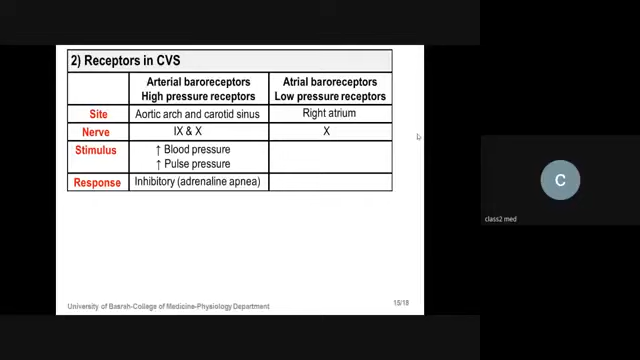 2) Receptors in CVS
Arterial baroreceptors
High pressure receptors
Atrial baroreceptors
Low pressure receptors
Site
Aortic arch and carotid sinus
Right atrium
Nerve
IX & X
X
Stimulus
↑ Blood pressure
↑ Pulse pressure
Response
Inhibitory (adrenaline apnea)
University of Basrah-College of Medicine-Physiology Department
15/18
C
class2 med